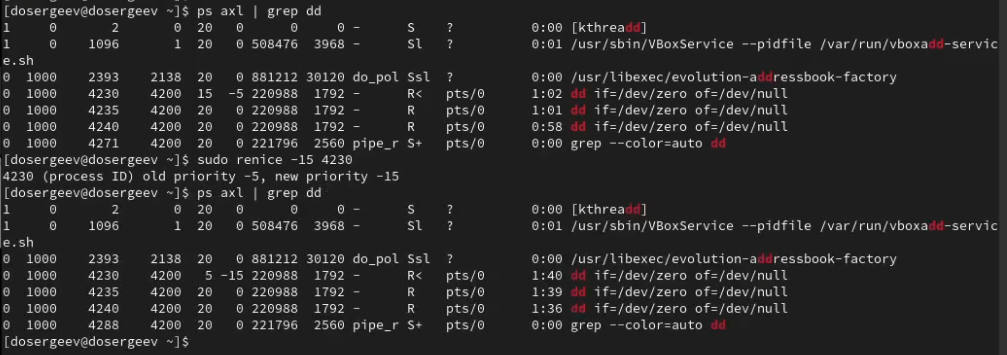 [dosergeev@dosergeev ~]$ ps axl | grep dd
1     0       2       0  20   0      0     0 -      S    ?          0:00 [kthreadd]
1     0    1096       1  20   0 508476  3968 -      Sl   ?          0:01 /usr/sbin/VBoxService --pidfile /var/run/vboxadd-servic
e.sh
0  1000    2393    2138  20   0 881212 30120 do_pol Ssl  ?          0:00 /usr/libexec/evolution-addressbook-factory
0  1000    4230    4200  15  -5 220988  1792 -      R<   pts/0      1:02 dd if=/dev/zero of=/dev/null
0  1000    4235    4200  20   0 220988  1792 -      R    pts/0      1:01 dd if=/dev/zero of=/dev/null
0  1000    4240    4200  20   0 220988  1792 -      R    pts/0      0:58 dd if=/dev/zero of=/dev/null
0  1000    4271    4200  20   0 221796  2560 pipe_r S+   pts/0      0:00 grep --color=auto dd
[dosergeev@dosergeev ~]$ sudo renice -15 4230
4230 (process ID) old priority -5, new priority -15
[dosergeev@dosergeev ~]$ ps axl | grep dd
1     0       2       0  20   0      0     0 -      S    ?          0:00 [kthreadd]
1     0    1096       1  20   0 508476  3968 -      Sl   ?          0:01 /usr/sbin/VBoxService --pidfile /var/run/vboxadd-servic
e.sh
0  1000    2393    2138  20   0 881212 30120 do_pol Ssl  ?          0:00 /usr/libexec/evolution-addressbook-factory
0  1000    4230    4200   5 -15 220988  1792 -      R<   pts/0      1:40 dd if=/dev/zero of=/dev/null
0  1000    4235    4200  20   0 220988  1792 -      R    pts/0      1:39 dd if=/dev/zero of=/dev/null
0  1000    4240    4200  20   0 220988  1792 -      R    pts/0      1:36 dd if=/dev/zero of=/dev/null
0  1000    4288    4200  20   0 221796  2560 pipe_r S+   pts/0      0:00 grep --color=auto dd
[dosergeev@dosergeev ~]$